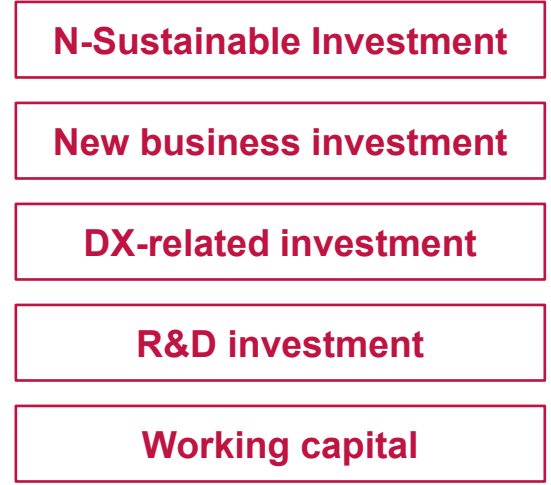 N-Sustainable Investment
New business investment
DX-related investment
R&D investment
Working capital